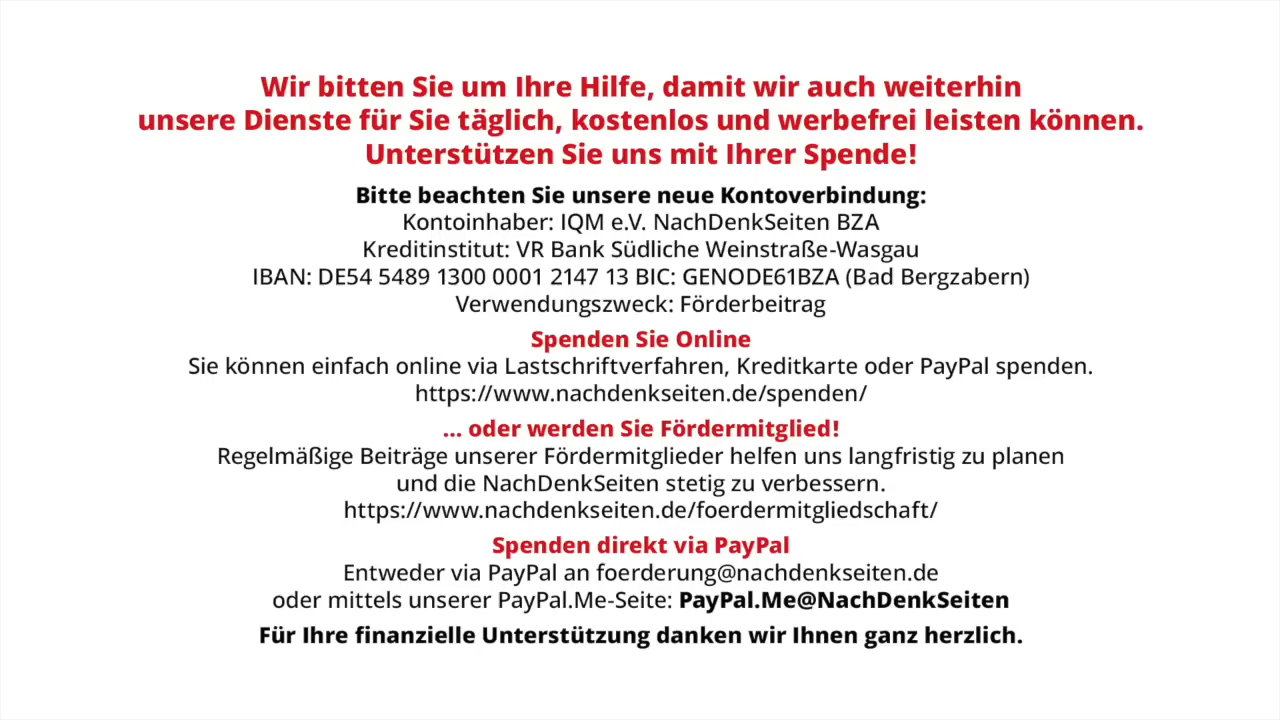 Wir bitten Sie um Ihre Hilfe, damit wir auch weiterhin
unsere Dienste für Sie täglich, kostenlos und werbefrei leisten können.
Unterstützen Sie uns mit Ihrer Spende!
Bitte beachten Sie unsere neue Kontoverbindung:
Kontoinhaber: IQM e.V. NachDenkSeiten BZA
Kreditinstitut: VR Bank Südliche Weinstraße-Wasgau
IBAN: DE54 5489 1300 0001 2147 13 BIC: GENODE61BZA (Bad Bergzabern)
Verwendungszweck: Förderbeitrag
Spenden Sie Online
Sie können einfach online via Lastschriftverfahren, Kreditkarte oder PayPal spenden.
https://www.nachdenkseiten.de/spenden/
... oder werden Sie Fördermitglied!
Regelmäßige Beiträge unserer Fördermitglieder helfen uns langfristig zu planen
und die NachDenkSeiten stetig zu verbessern.
https://www.nachdenkseiten.de/foerdermitgliedschaft/
Spenden direkt via PayPal
Entweder via PayPal an foerderung@nachdenkseiten.de
oder mittels unserer PayPal.Me-Seite: PayPal.Me@NachDenkSeiten
Für Ihre finanzielle Unterstützung danken wir Ihnen ganz herzlich.